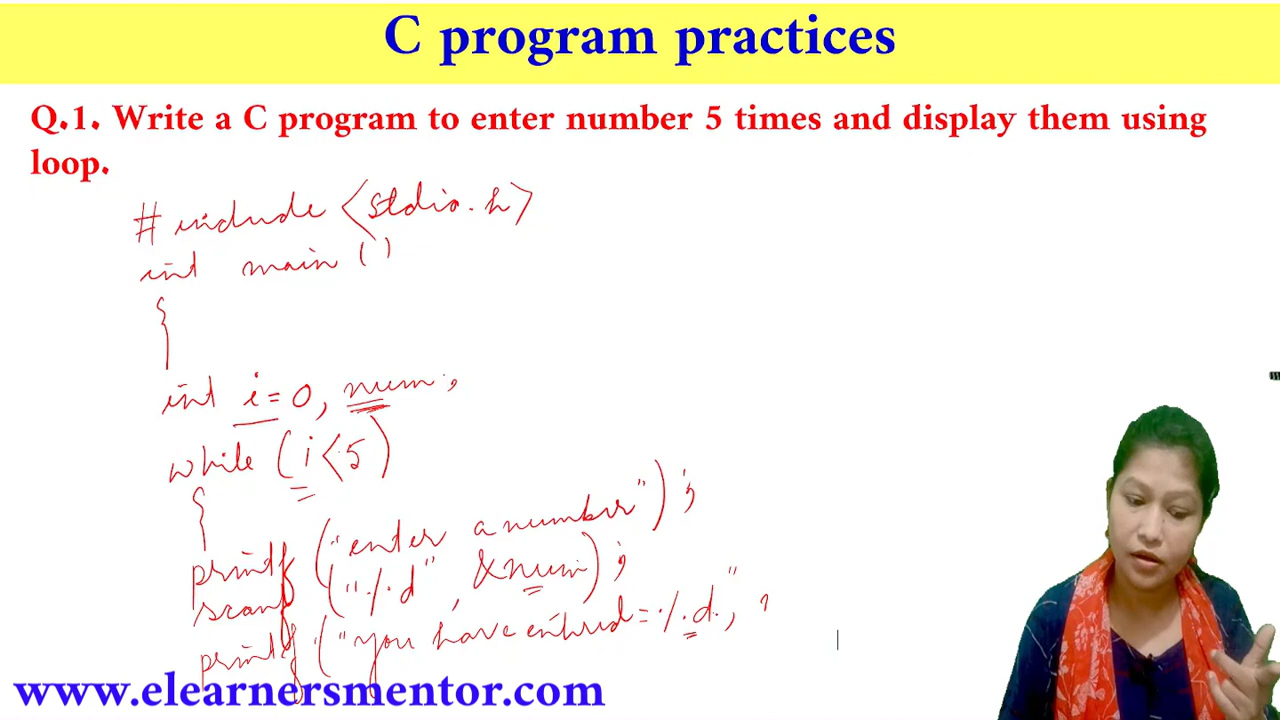 C program practices
Q.1. Write a C program to enter number 5 times and display them using
loop.
# include <stdio.h>
int main ()
{
int i = 0, num;
while (i<5)
{
printf ("enter a number");
scanf ("%d", &num);
printf ("you have entered = %d",
www.elearnersmentor.com